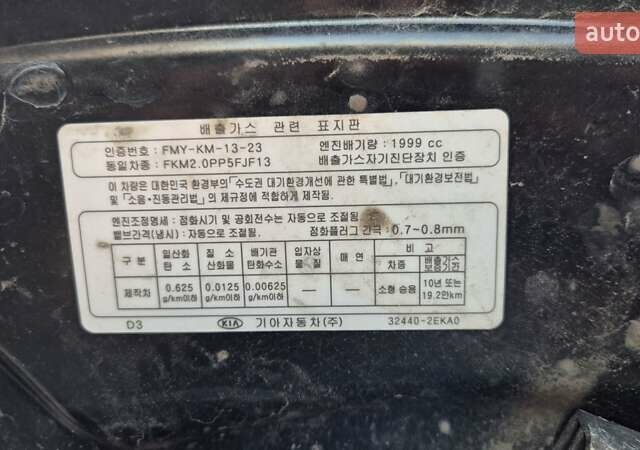 auto
배출가스 관련 표지판
인증번호 : FMY-KM-13-23 엔진배기량 : 1999 cc
동일차종 : FKM2.0PP5FJF13 배출가스자기진단장치 인증
이 차량은 대한민국 환경부의 「수도권 대기환경개선에 관한 특별법」, 「대기환경보전법」
및 「소음·진동관리법」의 제규정에 적합하게 제작됨.
엔진조정명세 : 점화시기 및 공회전수는 자동으로 조절됨
밸브간격(냉시) : 자동으로 조절됨, 점화플러그 간극 : 0.7~0.8mm
구 분 일산화탄 소 질 소산화물 배기관탄화수소 입자상물 질 매 연 비 고
차종 배출가스보증기간
제작차 0.625g/km이하 0.0125g/km이하 0.00625g/km이하 — — 소형 승용 10년 또는19.2만km
D3 KIA 기아자동차(주) 32440-2EKA0